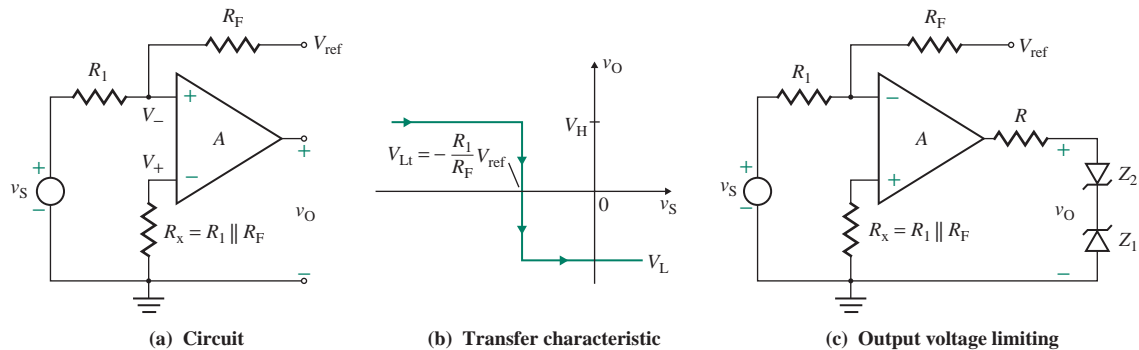 R_F
V_ref
R_1
+
V_−
A
V_+
−
+
v_S
−
+
v_O
−
R_x = R_1 || R_F
(a) Circuit
v_O
V_H
V_Lt = − R_1/R_F V_ref
0
v_S
V_L
(b) Transfer characteristic
R_F
V_ref
R_1
−
A
R
+
+
v_S
−
+
v_O
−
Z_2
Z_1
R_x = R_1 || R_F
(c) Output voltage limiting